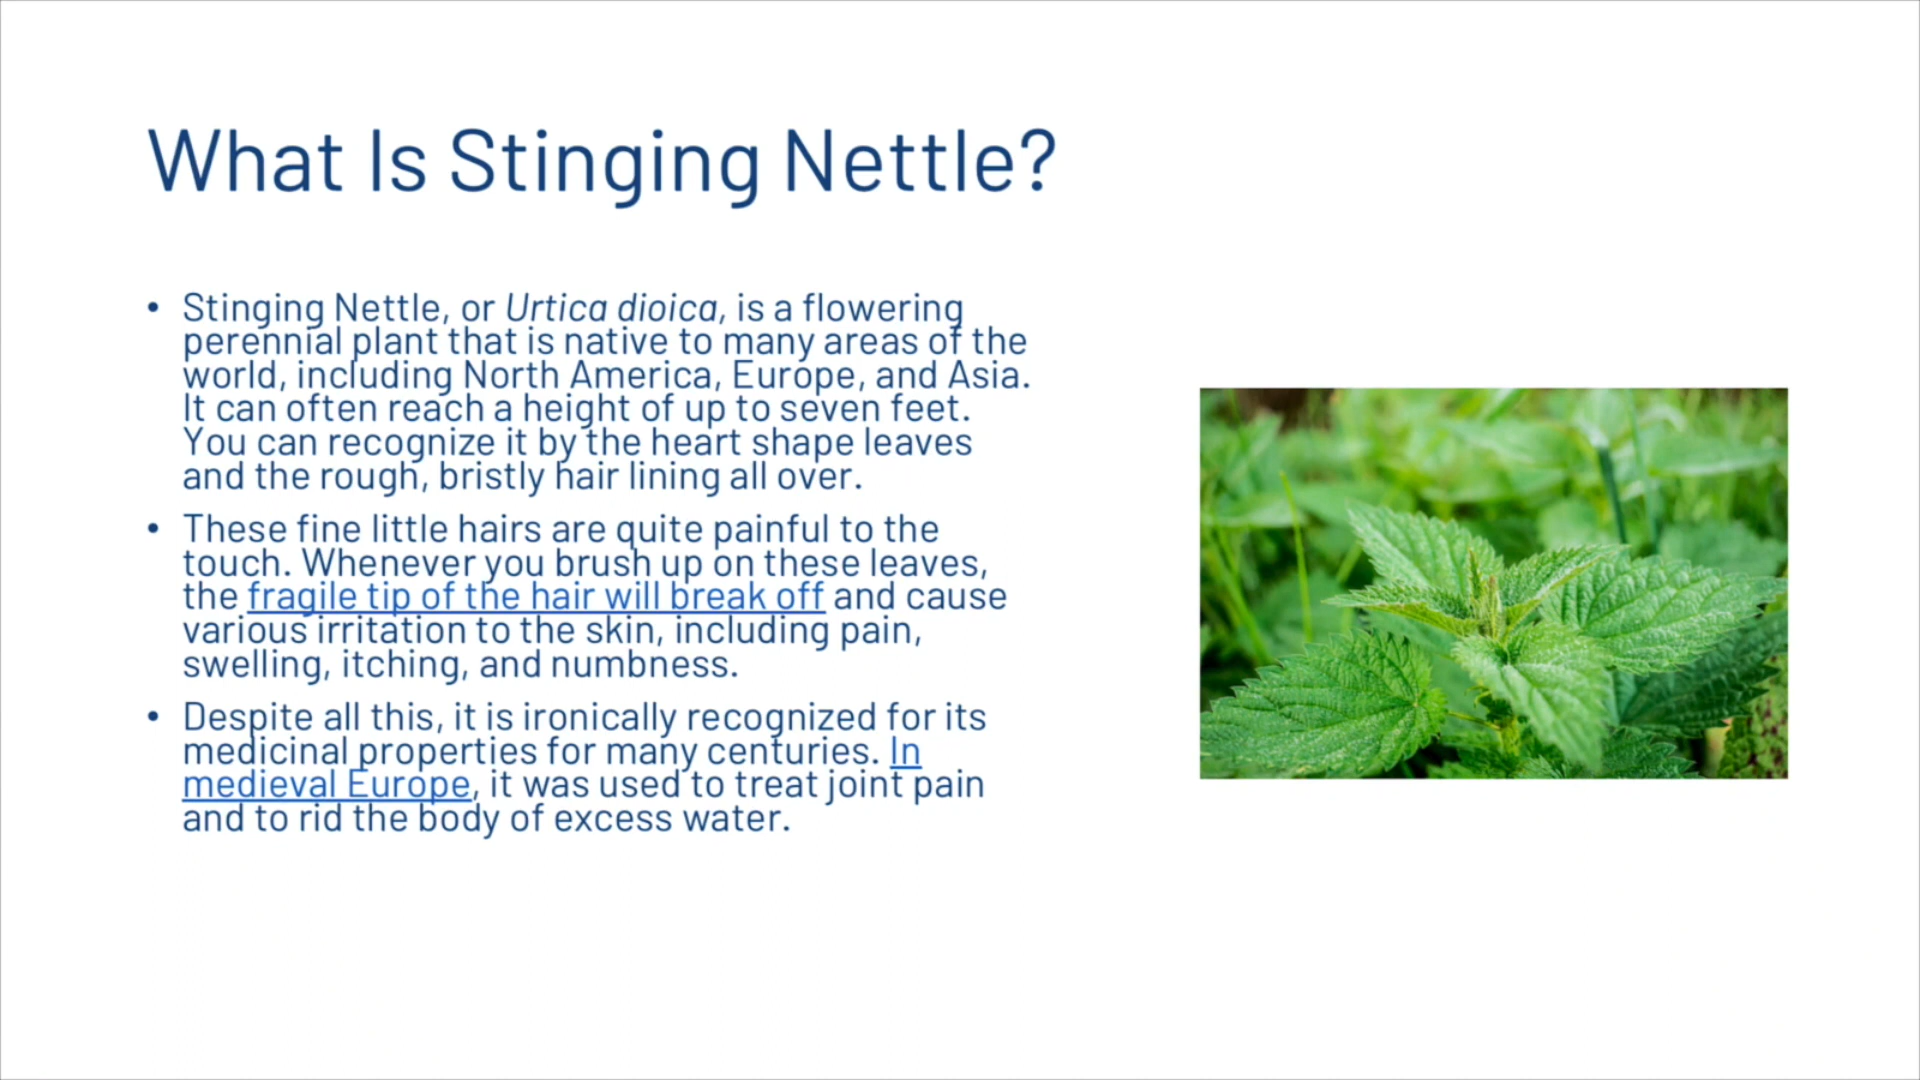 What Is Stinging Nettle?
• Stinging Nettle, or Urtica dioica, is a flowering
perennial plant that is native to many areas of the
world, including North America, Europe, and Asia.
It can often reach a height of up to seven feet.
You can recognize it by the heart shape leaves
and the rough, bristly hair lining all over.
• These fine little hairs are quite painful to the
touch. Whenever you brush up on these leaves,
the fragile tip of the hair will break off and cause
various irritation to the skin, including pain,
swelling, itching, and numbness.
• Despite all this, it is ironically recognized for its
medicinal properties for many centuries. In
medieval Europe, it was used to treat joint pain
and to rid the body of excess water.